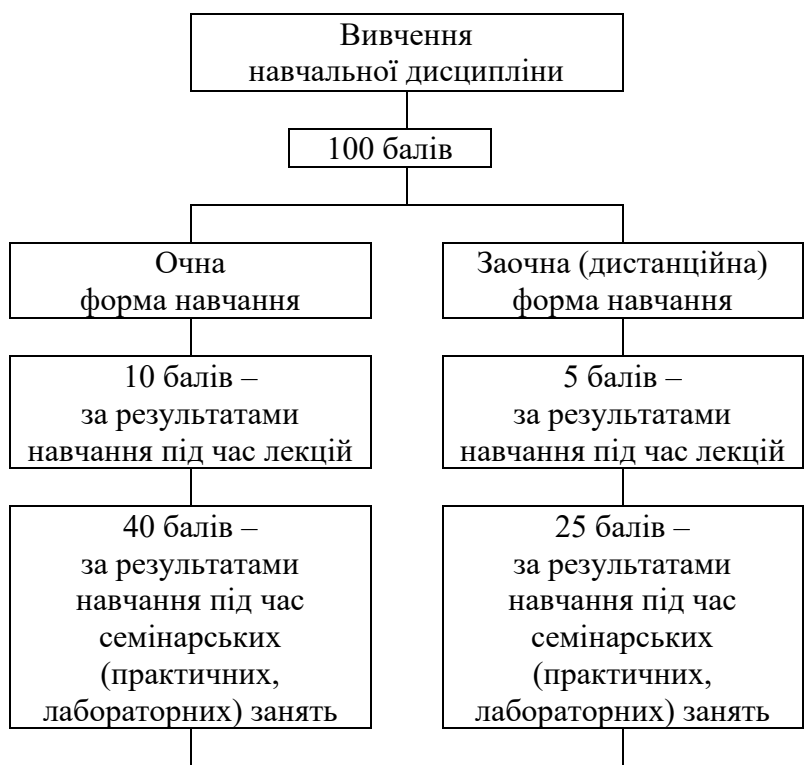 Вивчення
навчальної дисципліни
100 балів
Очна
форма навчання
Заочна (дистанційна)
форма навчання
10 балів –
за результатами
навчання під час лекцій
5 балів –
за результатами
навчання під час лекцій
40 балів –
за результатами
навчання під час
семінарських
(практичних,
лабораторних) занять
25 балів –
за результатами
навчання під час
семінарських
(практичних,
лабораторних) занять